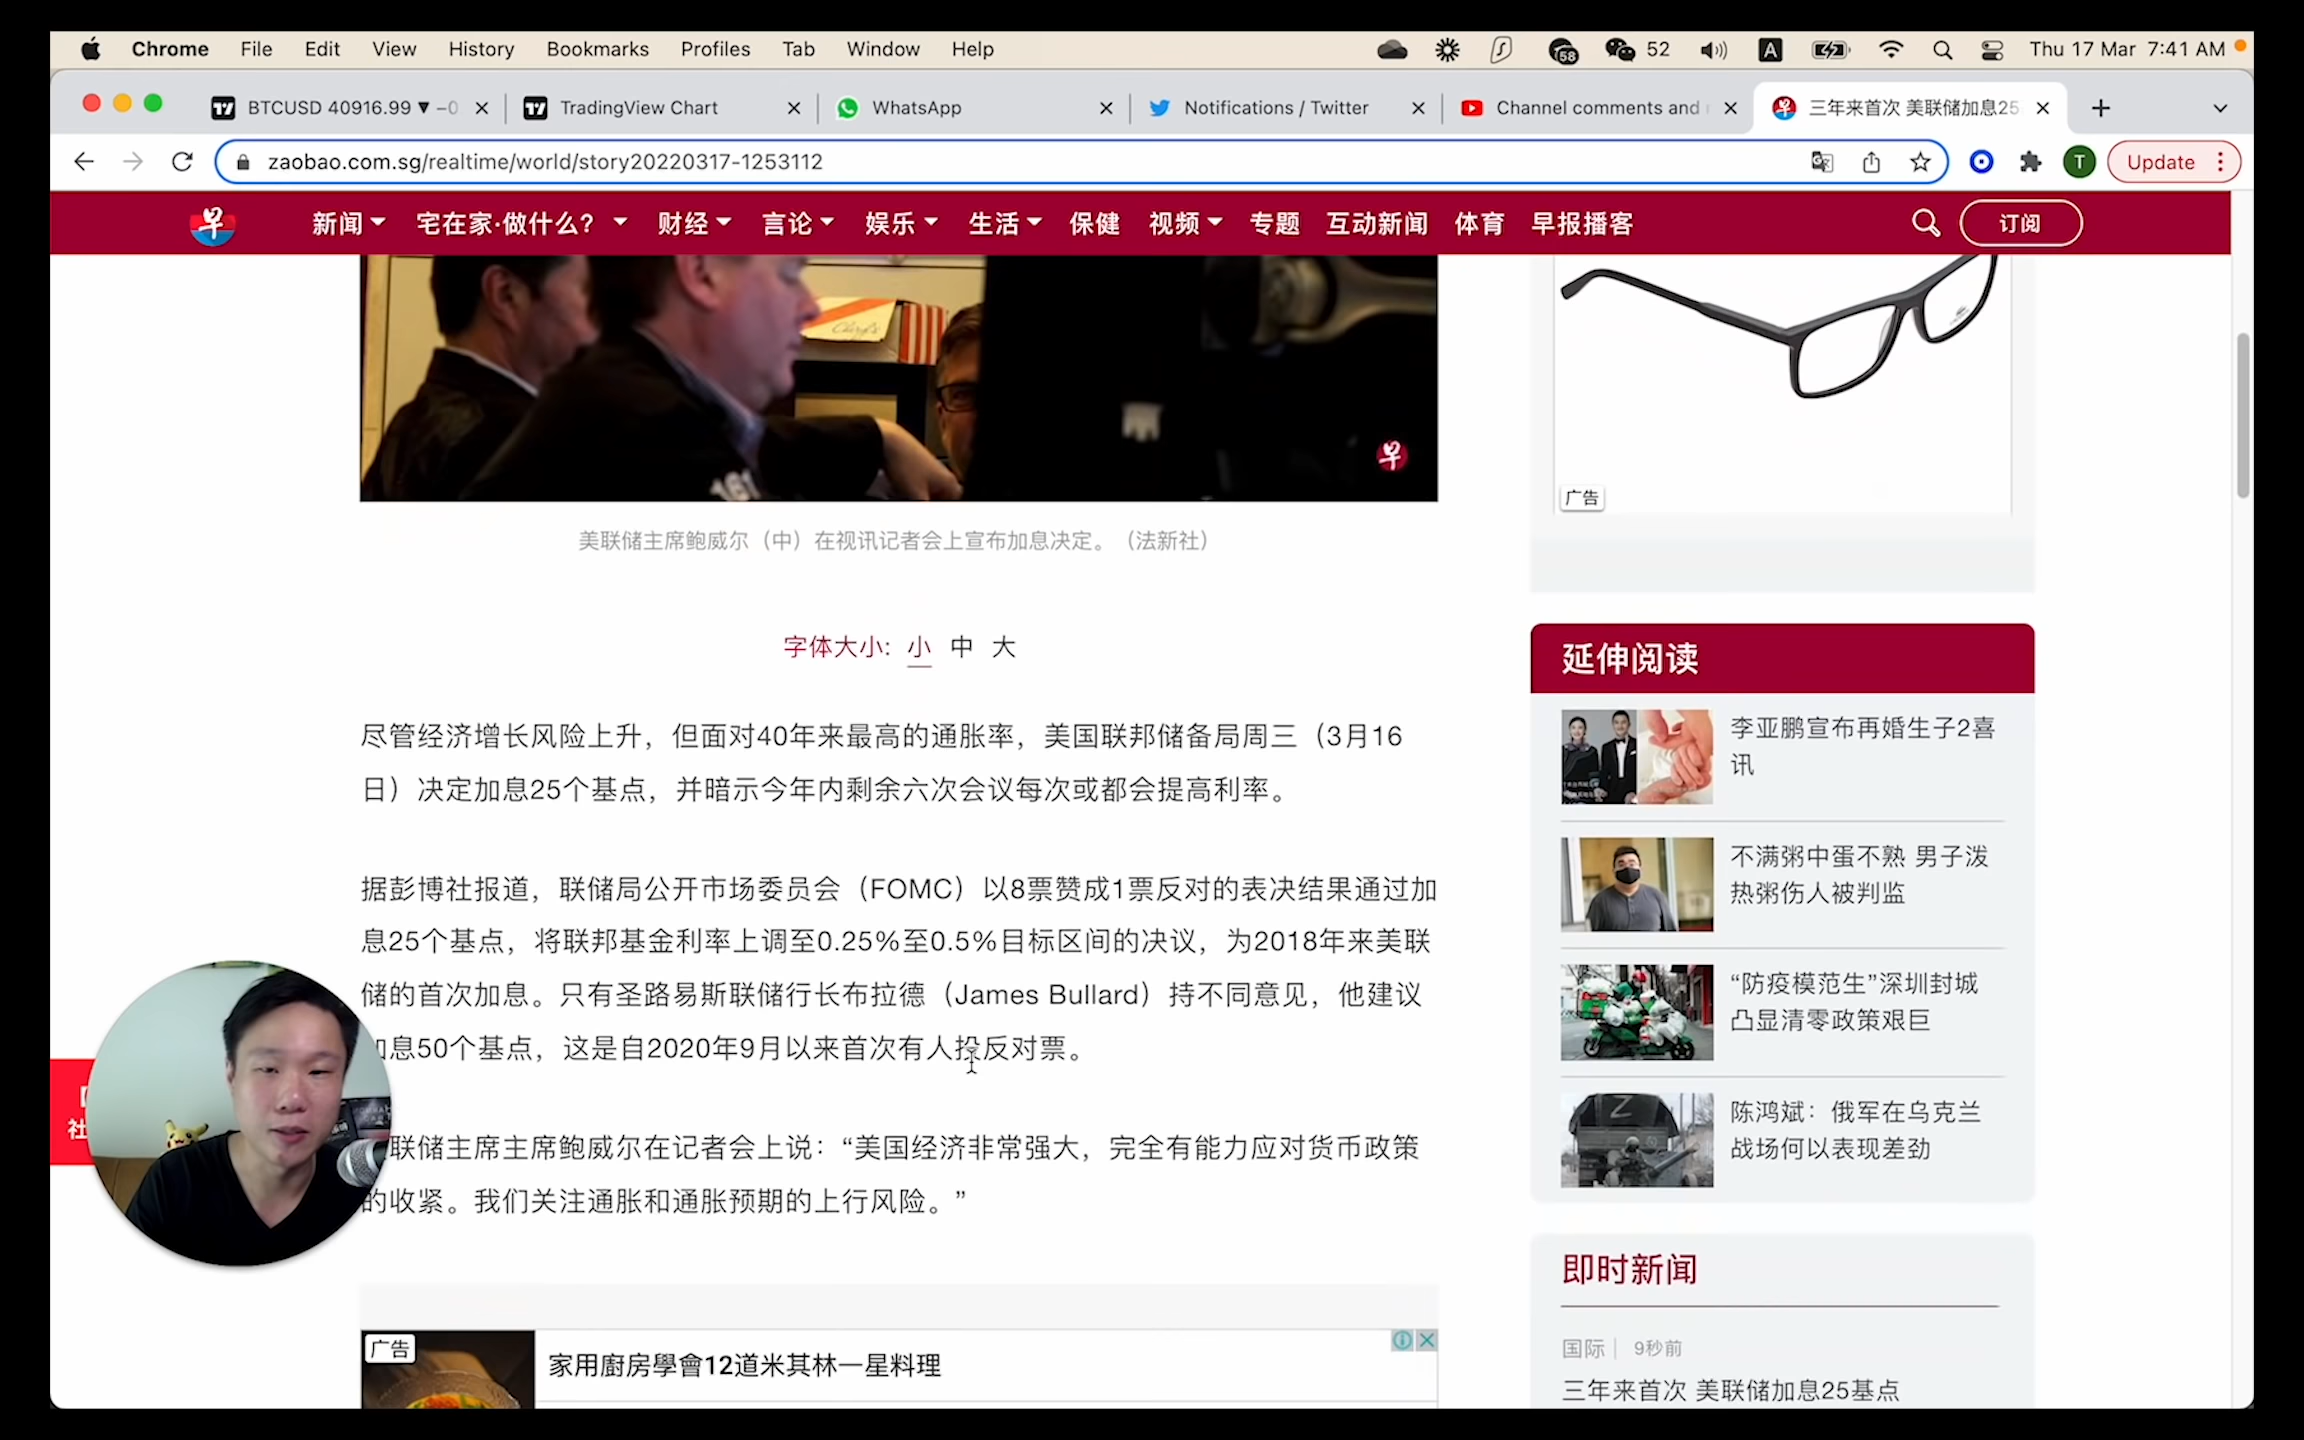 Chrome File Edit View History Bookmarks Profiles Tab Window Help
58 52 A Thu 17 Mar 7:41 AM
BTCUSD 40916.99 ▼ −0
TradingView Chart
WhatsApp
Notifications / Twitter
Channel comments and
三年来首次 美联储加息25
zaobao.com.sg/realtime/world/story20220317-1253112
T
Update
早 新闻 宅在家·做什么? 财经 言论 娱乐 生活 保健 视频 专题 互动新闻 体育 早报播客 订阅
早
广告
美联储主席鲍威尔（中）在视讯记者会上宣布加息决定。（法新社）
字体大小: 小 中 大
尽管经济增长风险上升，但面对40年来最高的通胀率，美国联邦储备局周三（3月16
日）决定加息25个基点，并暗示今年内剩余六次会议每次或都会提高利率。
据彭博社报道，联储局公开市场委员会（FOMC）以8票赞成1票反对的表决结果通过加
息25个基点，将联邦基金利率上调至0.25%至0.5%目标区间的决议，为2018年来美联
储的首次加息。只有圣路易斯联储行长布拉德（James Bullard）持不同意见，他建议
加息50个基点，这是自2020年9月以来首次有人投反对票。
联储主席主席鲍威尔在记者会上说：“美国经济非常强大，完全有能力应对货币政策
的收紧。我们关注通胀和通胀预期的上行风险。”
社
广告
家用廚房學會12道米其林一星料理
延伸阅读
李亚鹏宣布再婚生子2喜
讯
不满粥中蛋不熟 男子泼
热粥伤人被判监
“防疫模范生”深圳封城
凸显清零政策艰巨
陈鸿斌：俄军在乌克兰
战场何以表现差劲
即时新闻
国际 9秒前
三年来首次 美联储加息25基点